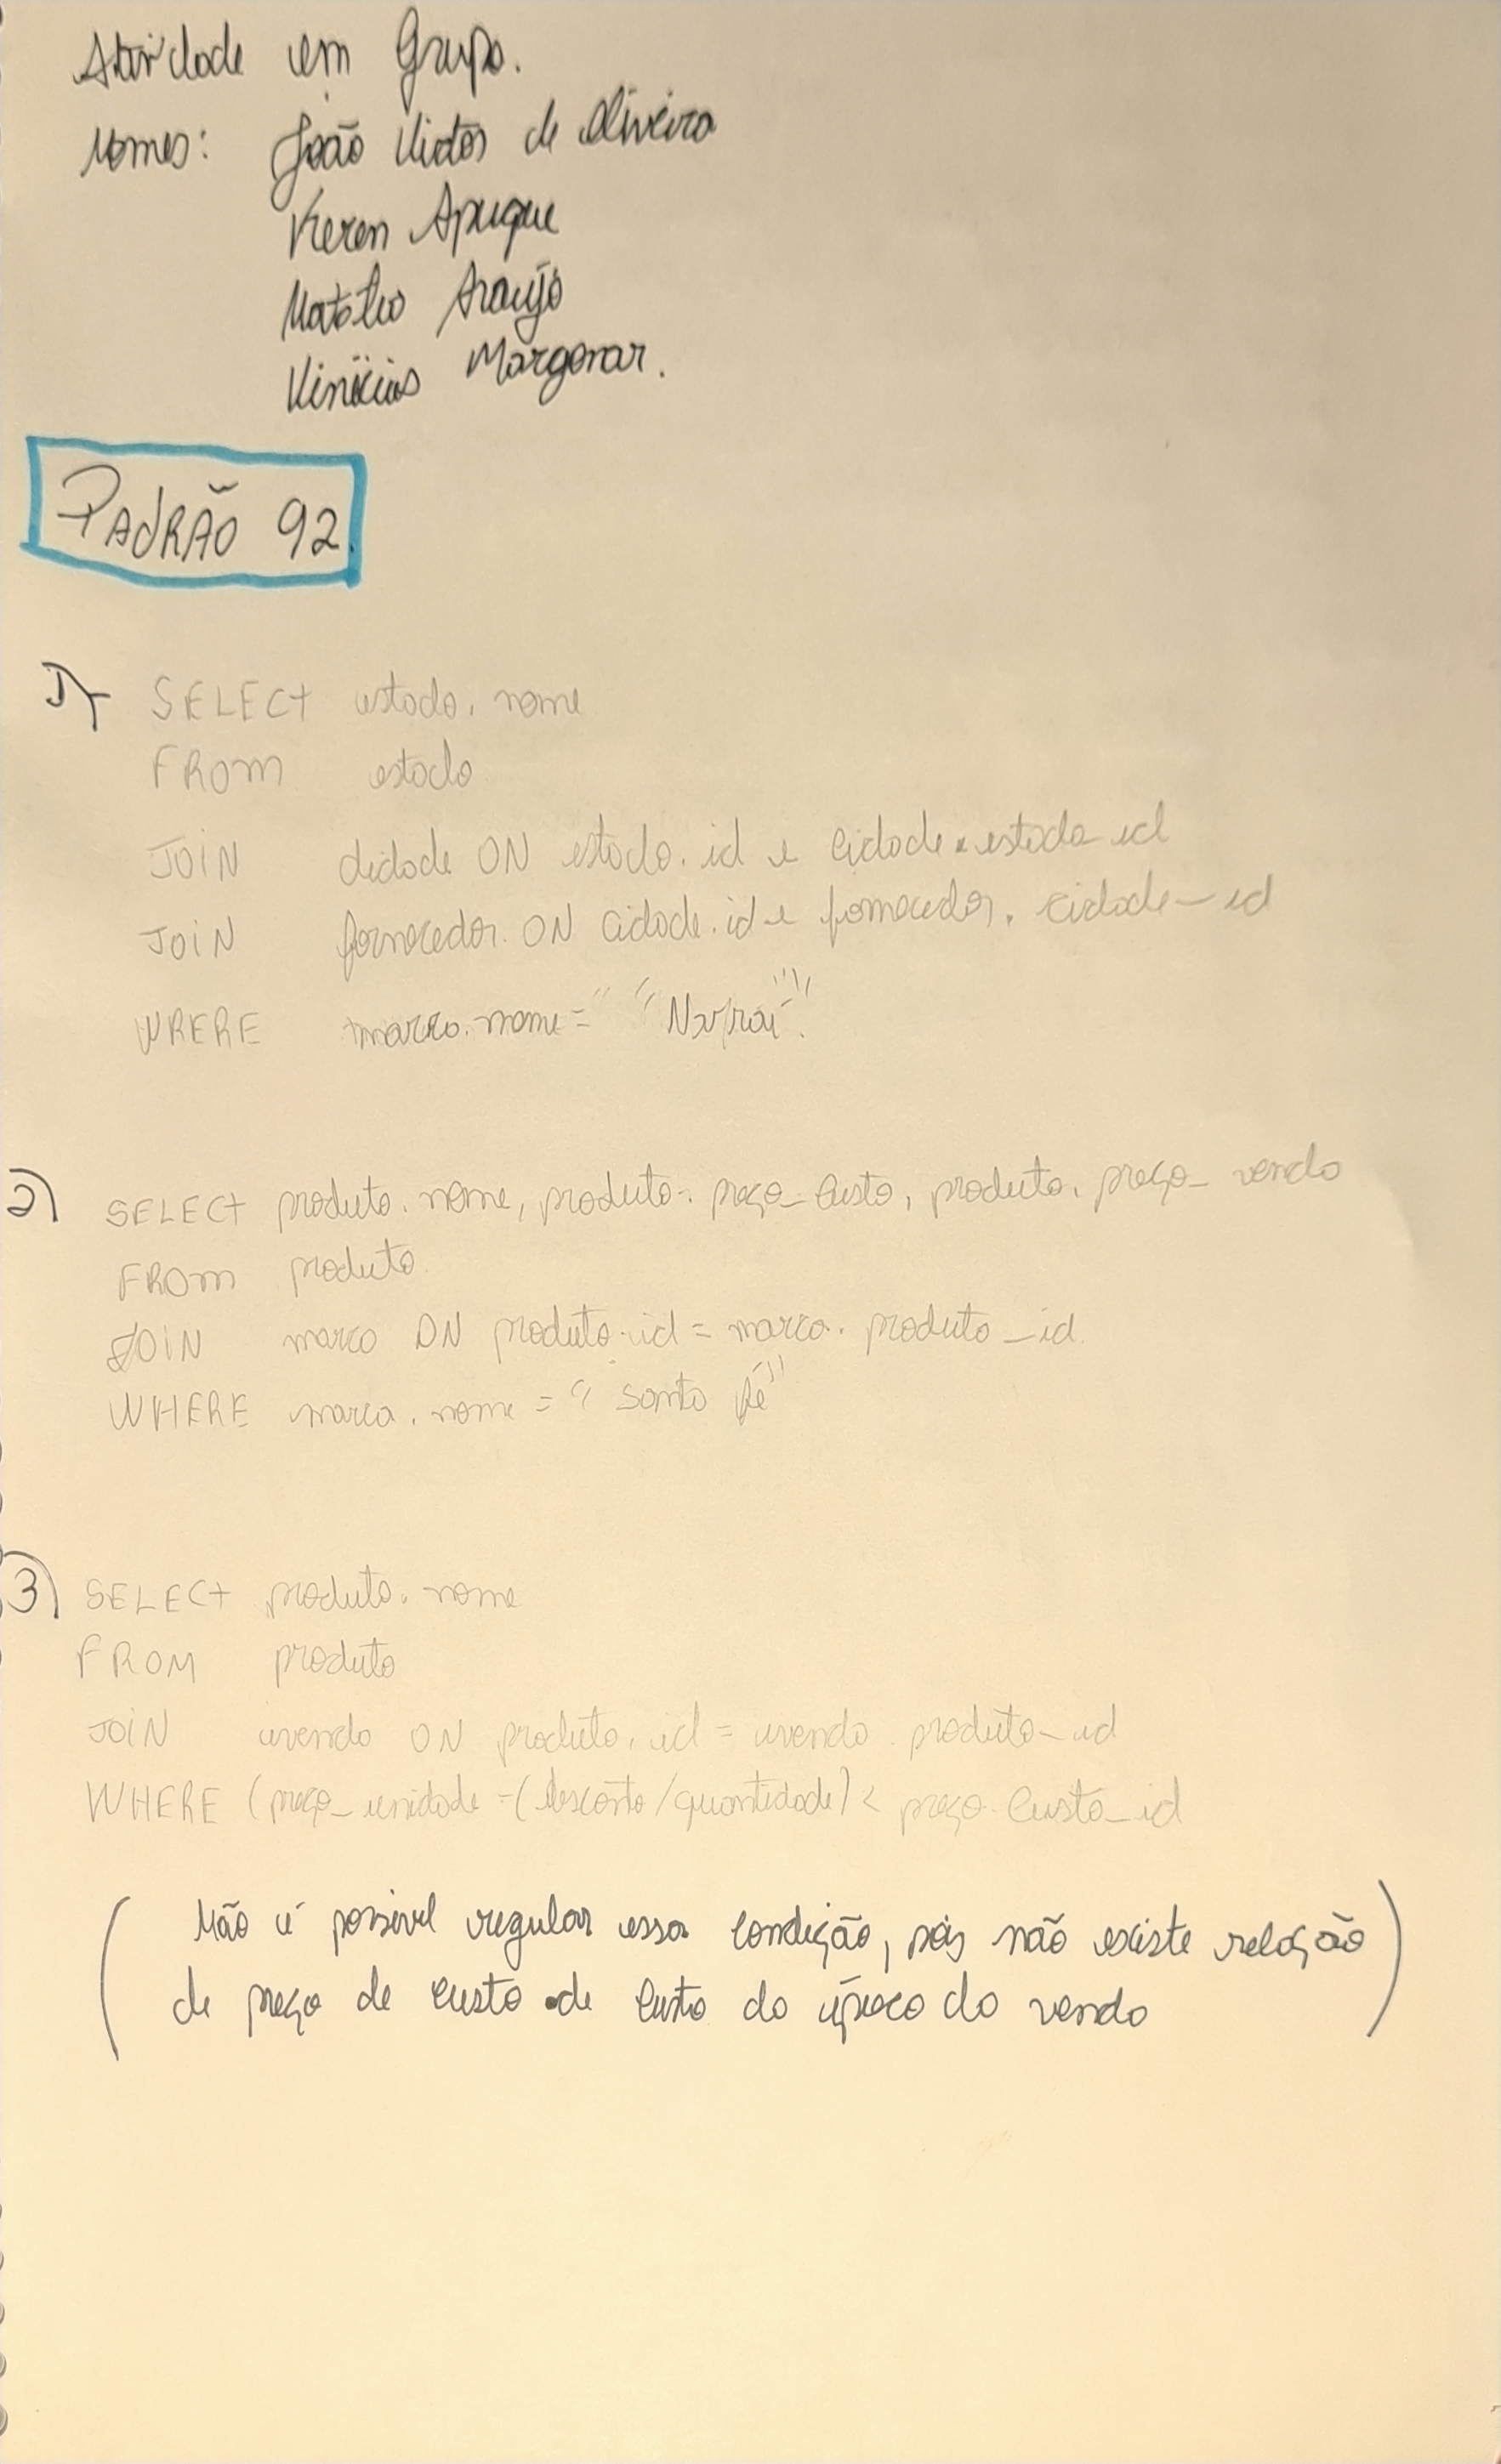 Atividade em Grupo.
Nomes: João Victor de Oliveira
Keren Apuque
Araújo
Vinícius
PADRÃO 92.
1) SELECT estado.nome
FROM estado
JOIN cidade ON estado.id e cidade.estado_id
JOIN fornecedor ON cidade.id e fornecedor.cidade_id
WRERE marca.nome = "
2) SELECT produto.nome, produto.preço_custo, produto.preço_venda
FROM produto
JOIN marca ON produto.id = marca.produto_id.
WHERE marca.nome = "Santa Fé"
3) SELECT produto.nome
FROM produto
JOIN venda ON produto.id = venda.produto_id
WHERE (preço_unidade - (desconto/quantidade) < preço.custo_id
( Não é possível regular essa condição, pois não existe relação )
de preço de custo de custo da época da venda